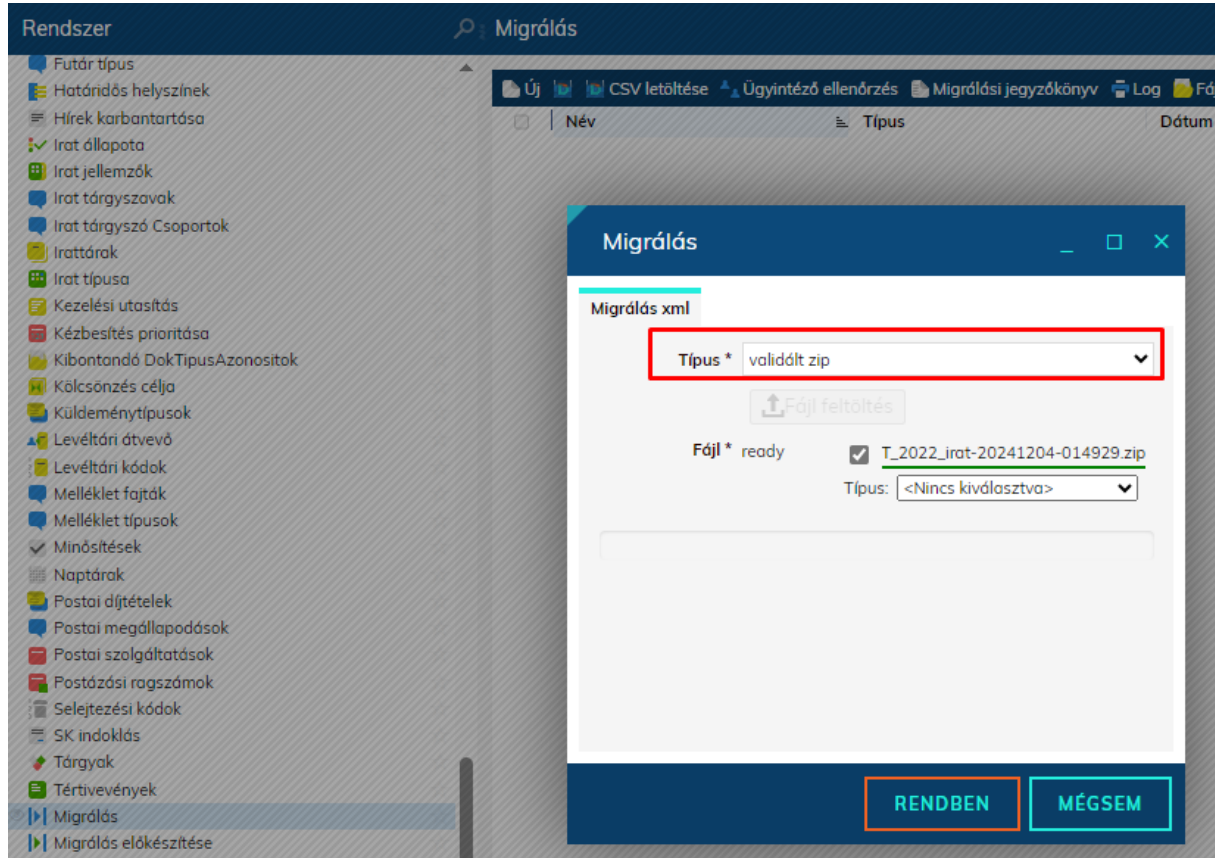 Rendszer
Migrálás
Futár típus
Határidős helyszínek
Hírek karbantartása
Irat állapota
Irat jellemzők
Irat tárgyszavak
Irat tárgyszó Csoportok
Irattárak
Irat típusa
Kezelési utasítás
Kézbesítés prioritása
Kibontandó DokTipusAzonositok
Kölcsönzés célja
Küldeménytípusok
Levéltári átvevő
Levéltári kódok
Melléklet fajták
Melléklet típusok
Minősítések
Naptárak
Postai díjtételek
Postai megállapodások
Postai szolgáltatások
Postázási ragszámok
Selejtezési kódok
SK indoklás
Tárgyak
Tértivevények
Migrálás
Migrálás előkészítése
Új CSV letöltése Ügyintéző ellenőrzés Migrálási jegyzőkönyv Log Fá
Név Típus Dátum
Migrálás
Migrálás xml
Típus * validált zip
Fájl feltöltés
Fájl * ready T_2022_irat-20241204-014929.zip
Típus: <Nincs kiválasztva>
RENDBEN MÉGSEM